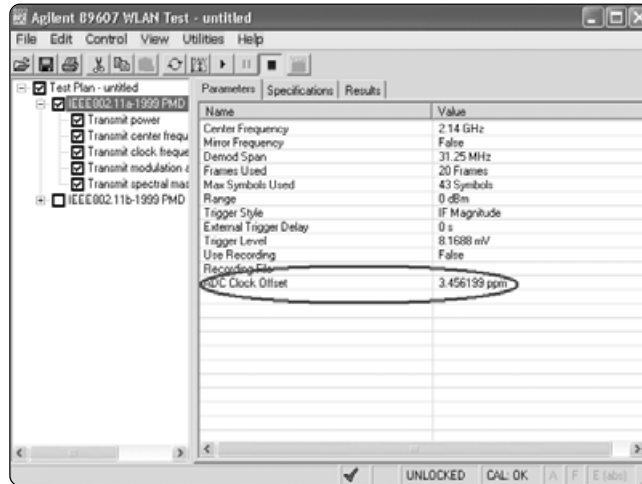 Agilent 89607 WLAN Test - untitled
File Edit Control View Utilities Help
Test Plan - untitled
IEEE802.11a-1999 PMD
Transmit power
Transmit center frequ
Transmit clock freque
Transmit modulation a
Transmit spectral mas
IEEE802.11b-1999 PMD
Parameters Specifications Results
Name Value
Center Frequency 2.14 GHz
Mirror Frequency False
Demod Span 31.25 MHz
Frames Used 20 Frames
Max Symbols Used 43 Symbols
Range 0 dBm
Trigger Style IF Magnitude
External Trigger Delay 0 s
Trigger Level 8.1688 mV
Use Recording False
Recording File
ADC Clock Offset 3.456199 ppm
UNLOCKED CAL: OK A F E (abs)